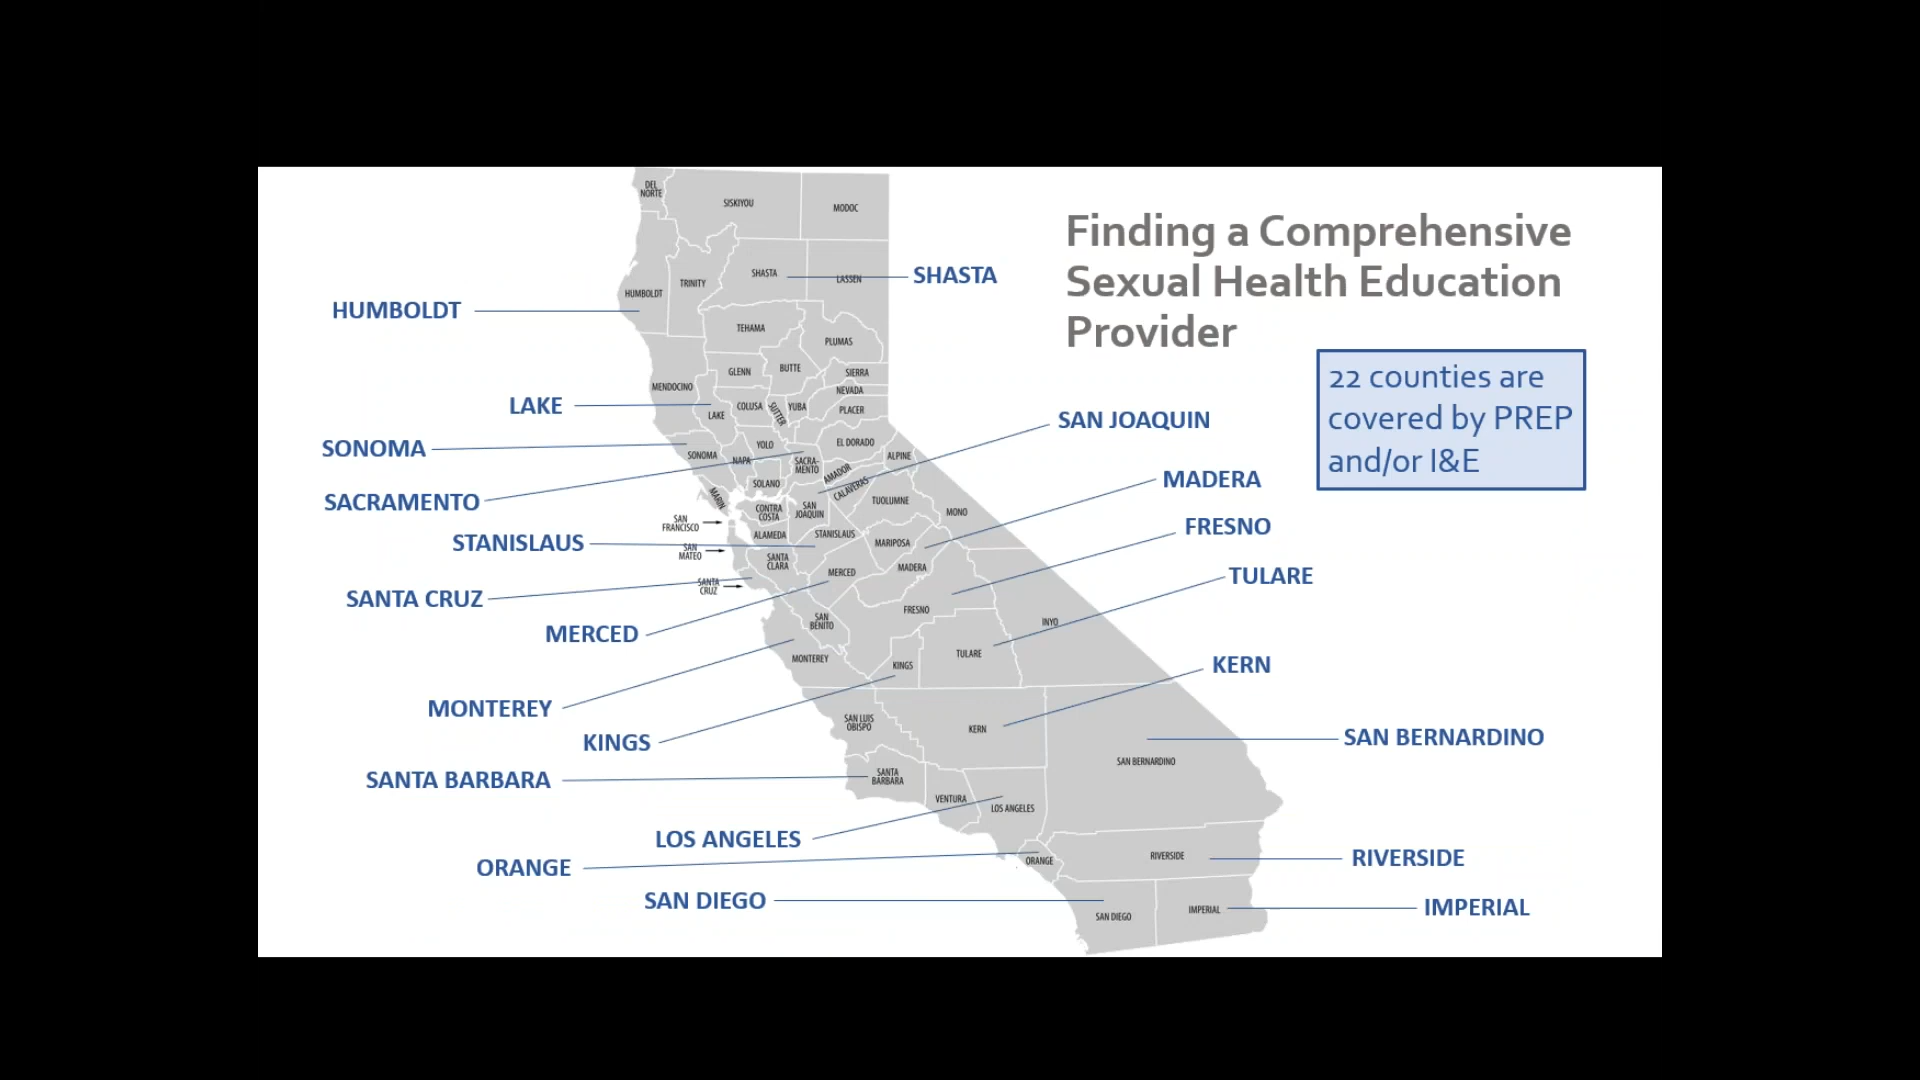 Finding a Comprehensive
Sexual Health Education
Provider
22 counties are
covered by PREP
and/or I&E
HUMBOLDT
LAKE
SONOMA
SACRAMENTO
STANISLAUS
SANTA CRUZ
MERCED
MONTEREY
KINGS
SANTA BARBARA
LOS ANGELES
ORANGE
SAN DIEGO
SHASTA
SAN JOAQUIN
MADERA
FRESNO
TULARE
KERN
SAN BERNARDINO
RIVERSIDE
IMPERIAL
DEL
NORTE
SISKIYOU
MODOC
HUMBOLDT
TRINITY
SHASTA
LASSEN
TEHAMA
PLUMAS
MENDOCINO
GLENN
BUTTE
SIERRA
NEVADA
LAKE
COLUSA
SUTTER
YUBA
PLACER
SONOMA
NAPA
YOLO
SACRA-
MENTO
EL DORADO
ALPINE
AMADOR
SOLANO
CALAVERAS
MARIN
CONTRA
COSTA
SAN
JOAQUIN
TUOLUMNE
MONO
SAN
FRANCISCO
ALAMEDA
STANISLAUS
MARIPOSA
SAN
MATEO
SANTA
CLARA
MERCED
MADERA
SANTA
CRUZ
SAN
BENITO
FRESNO
INYO
MONTEREY
KINGS
TULARE
SAN LUIS
OBISPO
KERN
SAN BERNARDINO
SANTA
BARBARA
VENTURA
LOS ANGELES
ORANGE
RIVERSIDE
SAN DIEGO
IMPERIAL